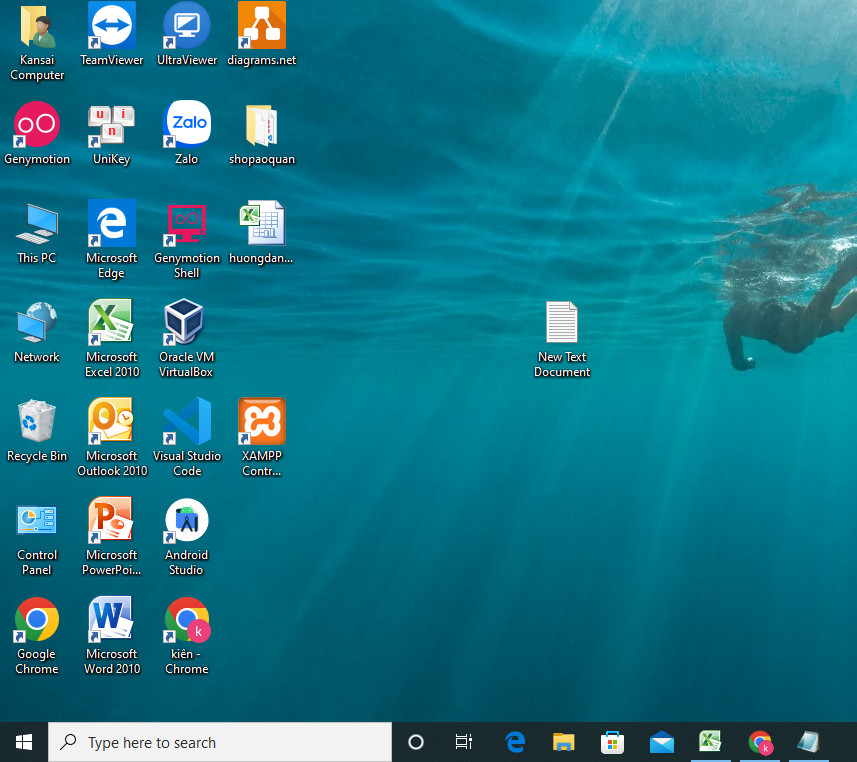 Kansai
Computer
TeamViewer
UltraViewer
diagrams.net
Genymotion
u n i
UniKey
Zalo
Zalo
shopaoquan
This PC
Microsoft
Edge
Genymotion
Shell
huongdan...
Network
Microsoft
Excel 2010
Oracle VM
VirtualBox
New Text
Document
Recycle Bin
Microsoft
Outlook 2010
Visual Studio
Code
XAMPP
Contr...
Control
Panel
Microsoft
PowerPoi...
Android
Studio
Google
Chrome
Microsoft
Word 2010
k
kiên -
Chrome
Type here to search
k